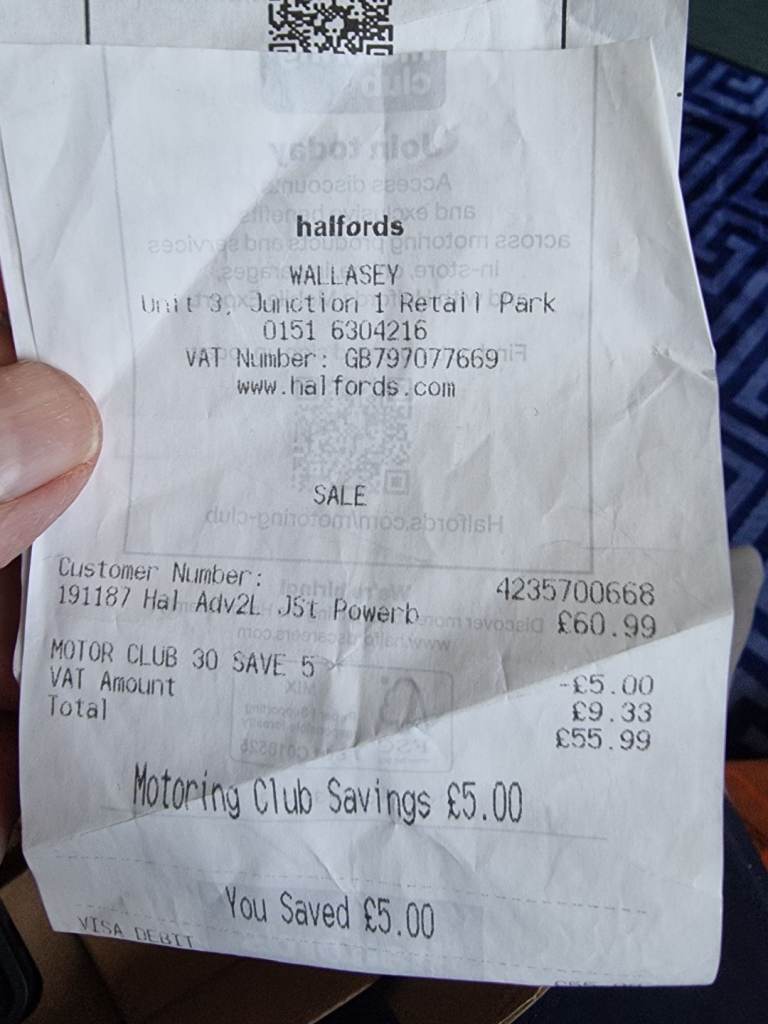 halfords
WALLASEY
Unit 3, Junction 1 Retail Park
0151 6304216
VAT Number: GB797077669
www.halfords.com
SALE
Customer Number: 4235700668
191187 Hal Adv2L JSt Powerb £60.99
MOTOR CLUB 30 SAVE 5 -£5.00
VAT Amount £9.33
Total £55.99
Motoring Club Savings £5.00
You Saved £5.00
VISA DEBIT